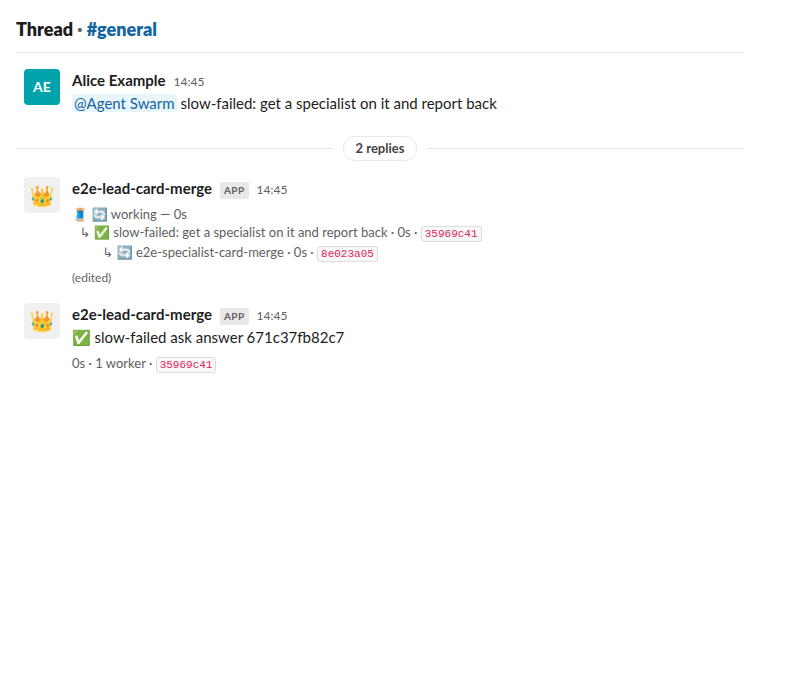 Thread • #general
AE
Alice Example 14:45
@Agent Swarm slow-failed: get a specialist on it and report back
2 replies
e2e-lead-card-merge APP 14:45
🧵 🔄 working — 0s
↳ ✅ slow-failed: get a specialist on it and report back · 0s · 35969c41
↳ 🔄 e2e-specialist-card-merge · 0s · 8e023a05
(edited)
e2e-lead-card-merge APP 14:45
✅ slow-failed ask answer 671c37fb82c7
0s · 1 worker · 35969c41